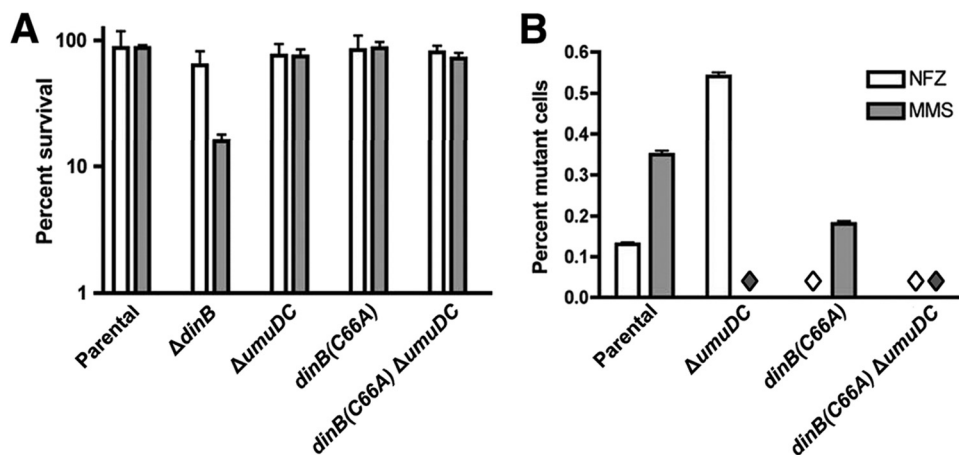 A
Percent survival
100
10
1
Parental
ΔdinB
ΔumuDC
dinB(C66A)
dinB(C66A) ΔumuDC
B
Percent mutant cells
0.6
0.5
0.4
0.3
0.2
0.1
0.0
NFZ
MMS
Parental
ΔumuDC
dinB(C66A)
dinB(C66A) ΔumuDC